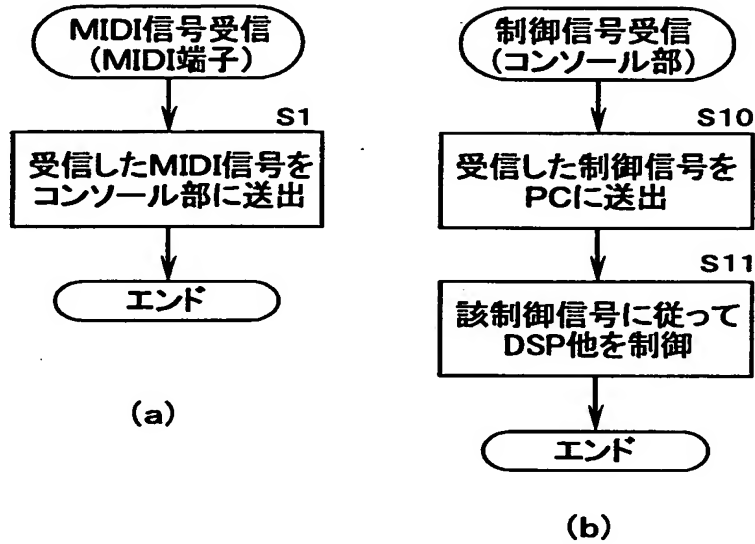 MIDI信号受信
(MIDI端子)
S1
受信したMIDI信号を
コンソール部に送出
エンド
(a)
制御信号受信
(コンソール部)
S10
受信した制御信号を
PCに送出
S11
該制御信号に従って
DSP他を制御
エンド
(b)